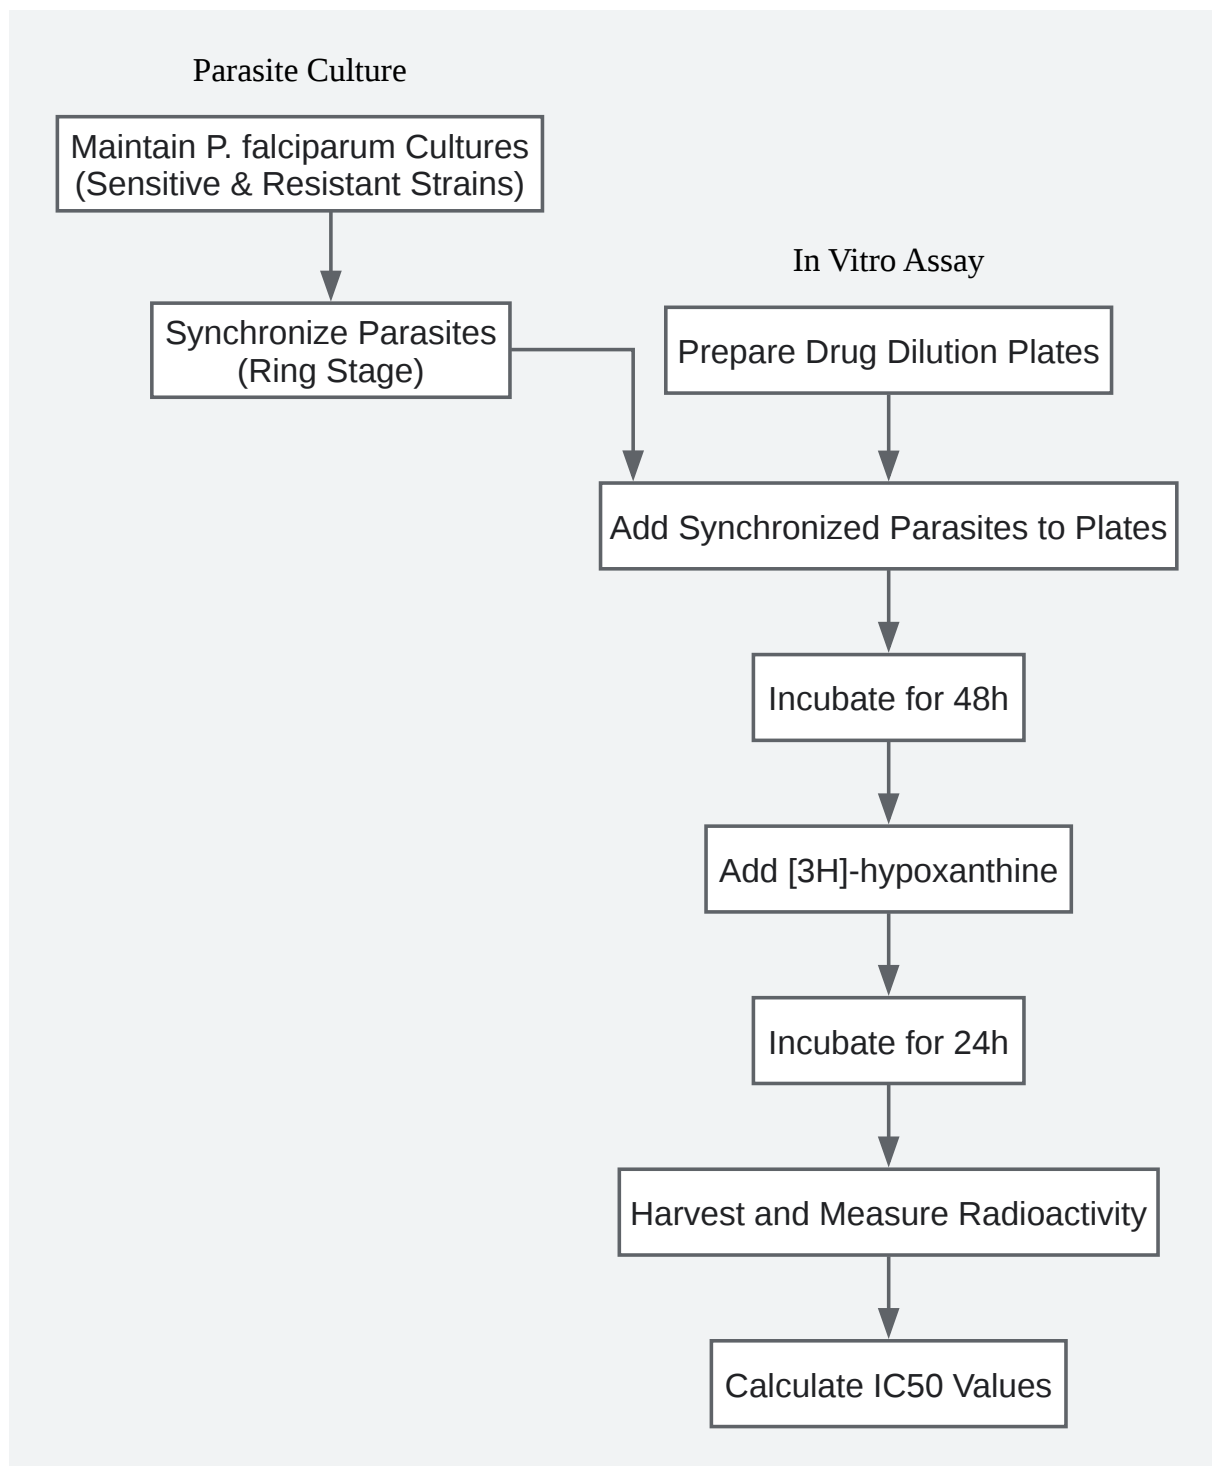 Parasite Culture
Maintain P. falciparum Cultures
(Sensitive & Resistant Strains)
Synchronize Parasites
(Ring Stage)
In Vitro Assay
Prepare Drug Dilution Plates
Add Synchronized Parasites to Plates
Incubate for 48h
Add [3H]-hypoxanthine
Incubate for 24h
Harvest and Measure Radioactivity
Calculate IC50 Values